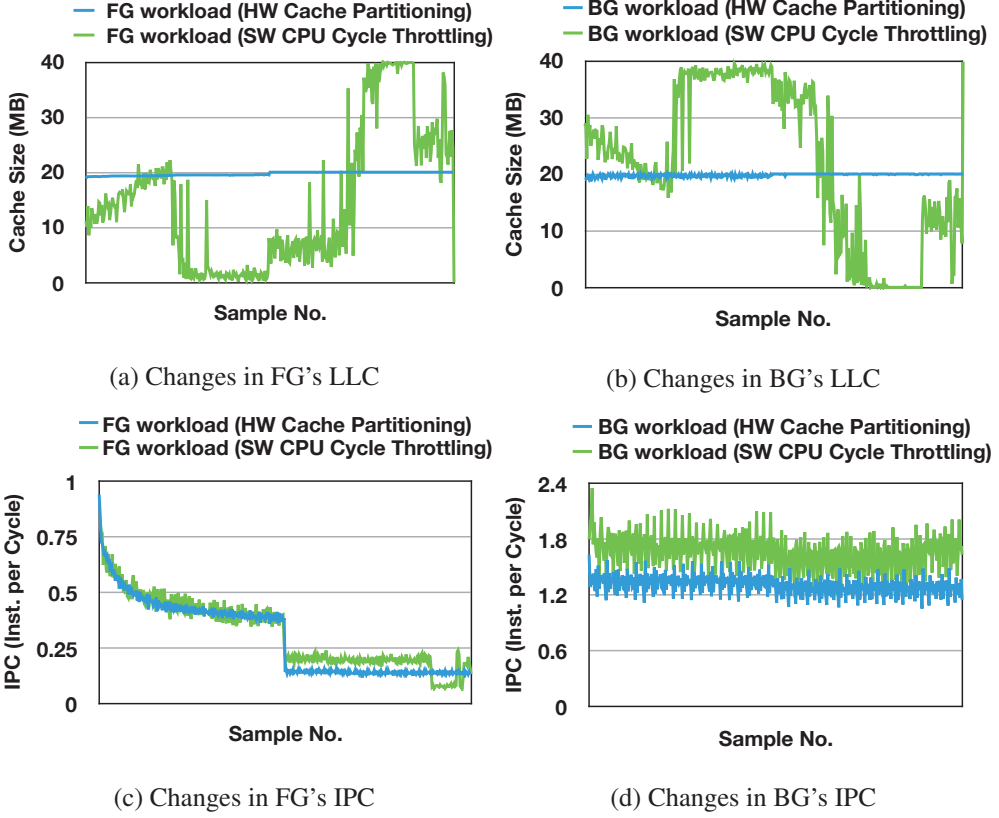 FG workload (HW Cache Partitioning)
FG workload (SW CPU Cycle Throttling)
40
30
20
10
0
Cache Size (MB)
Sample No.
(a) Changes in FG's LLC
BG workload (HW Cache Partitioning)
BG workload (SW CPU Cycle Throttling)
40
30
20
10
0
Cache Size (MB)
Sample No.
(b) Changes in BG's LLC
FG workload (HW Cache Partitioning)
FG workload (SW CPU Cycle Throttling)
1
0.75
0.5
0.25
0
IPC (Inst. per Cycle)
Sample No.
(c) Changes in FG's IPC
BG workload (HW Cache Partitioning)
BG workload (SW CPU Cycle Throttling)
2.4
1.8
1.2
0.6
0
IPC (Inst. per Cycle)
Sample No.
(d) Changes in BG's IPC